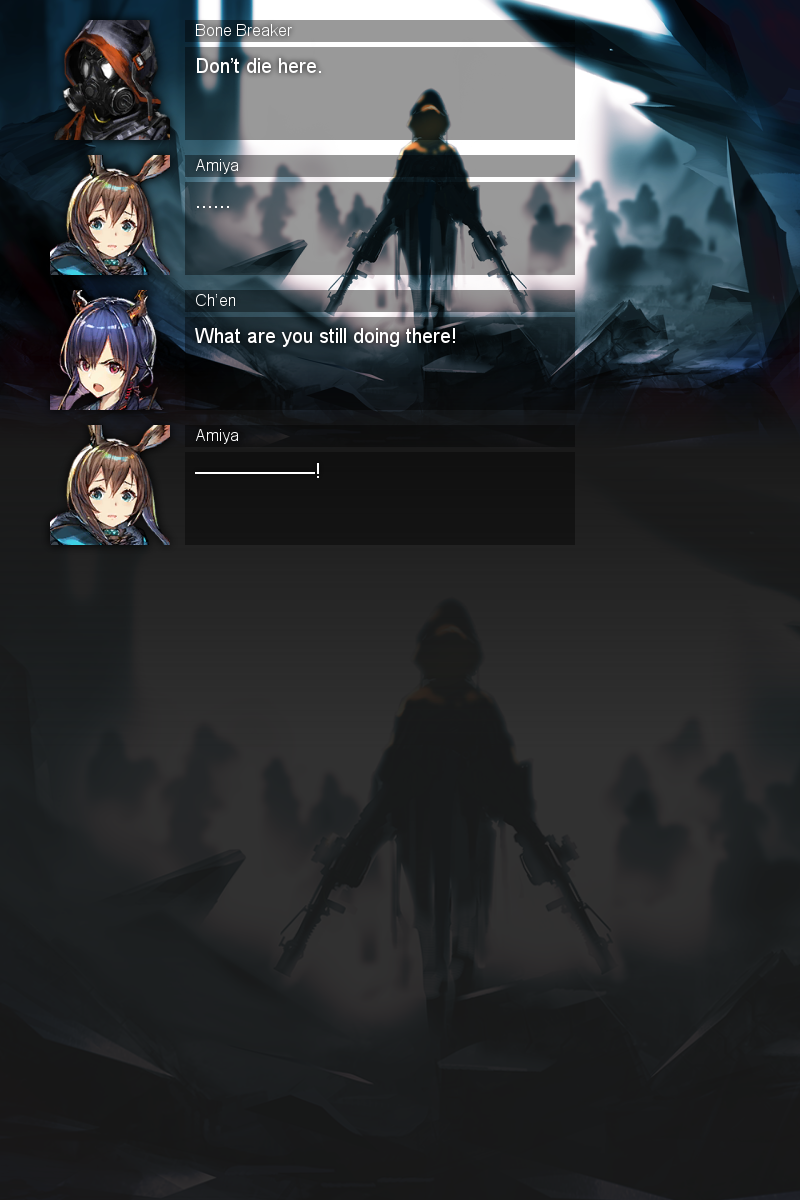 Bone Breaker
Don't die here.
Amiya
......
Ch'en
What are you still doing there!
Amiya
————————!